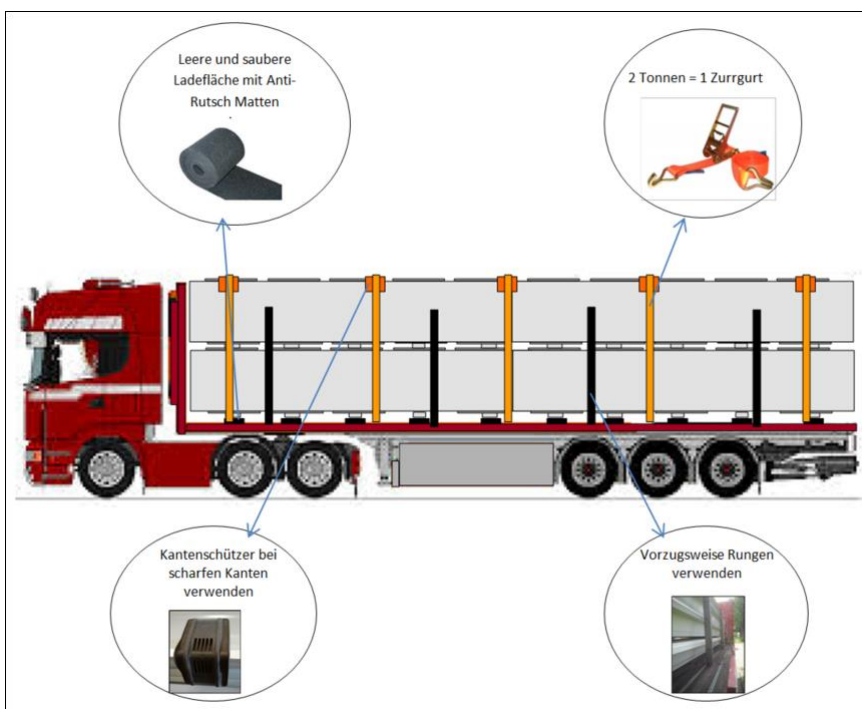 Leere und saubere
Ladefläche mit Anti-
Rutsch Matten
.
2 Tonnen = 1 Zurrgurt
Kantenschützer bei
scharfen Kanten
verwenden
Vorzugsweise Rungen
verwenden